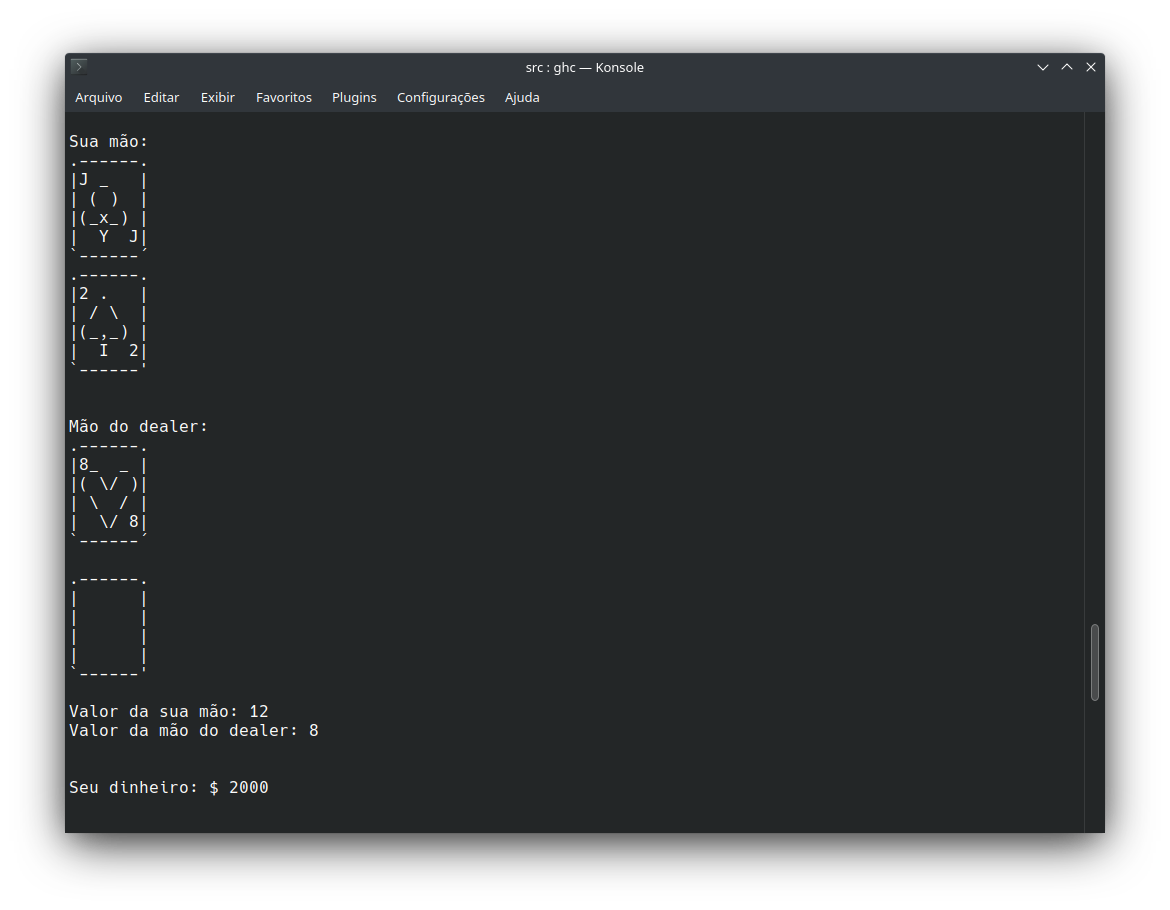 src : ghc — Konsole
Arquivo Editar Exibir Favoritos Plugins Configurações Ajuda
Sua mão:
.------.
|J _   |
| ( )  |
|(_x_) |
|  Y  J|
`------´
.------.
|2 .   |
| / \  |
|(_,_) |
|  I  2|
`------'
Mão do dealer:
.------.
|8_  _ |
|( \/ )|
| \  / |
|  \/ 8|
`------´
.------.
|      |
|      |
|      |
|      |
`------'
Valor da sua mão: 12
Valor da mão do dealer: 8
Seu dinheiro: $ 2000